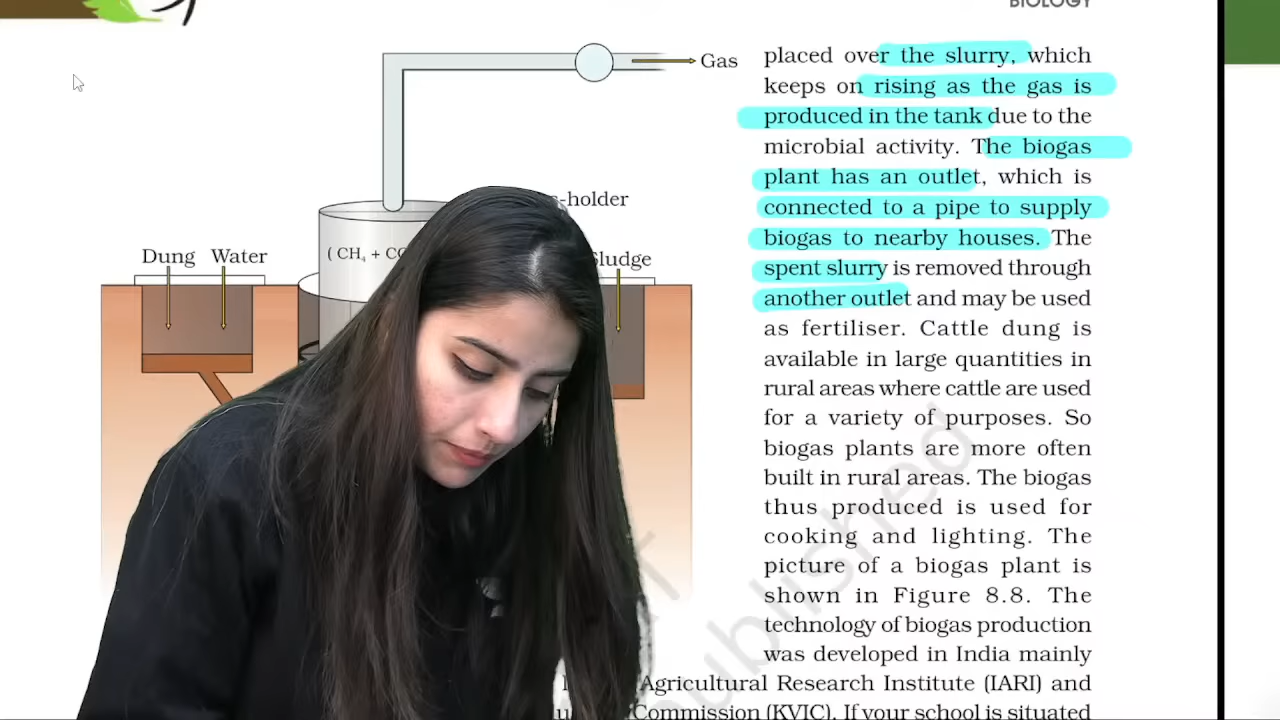 BIOLOGY
Gas
-holder
Dung Water
( CH₄ + CO
Sludge
placed over the slurry, which
keeps on rising as the gas is
produced in the tank due to the
microbial activity. The biogas
plant has an outlet, which is
connected to a pipe to supply
biogas to nearby houses. The
spent slurry is removed through
another outlet and may be used
as fertiliser. Cattle dung is
available in large quantities in
rural areas where cattle are used
for a variety of purposes. So
biogas plants are more often
built in rural areas. The biogas
thus produced is used for
cooking and lighting. The
picture of a biogas plant is
shown in Figure 8.8. The
technology of biogas production
was developed in India mainly
Agricultural Research Institute (IARI) and
Commission (KVIC). If your school is situated
published